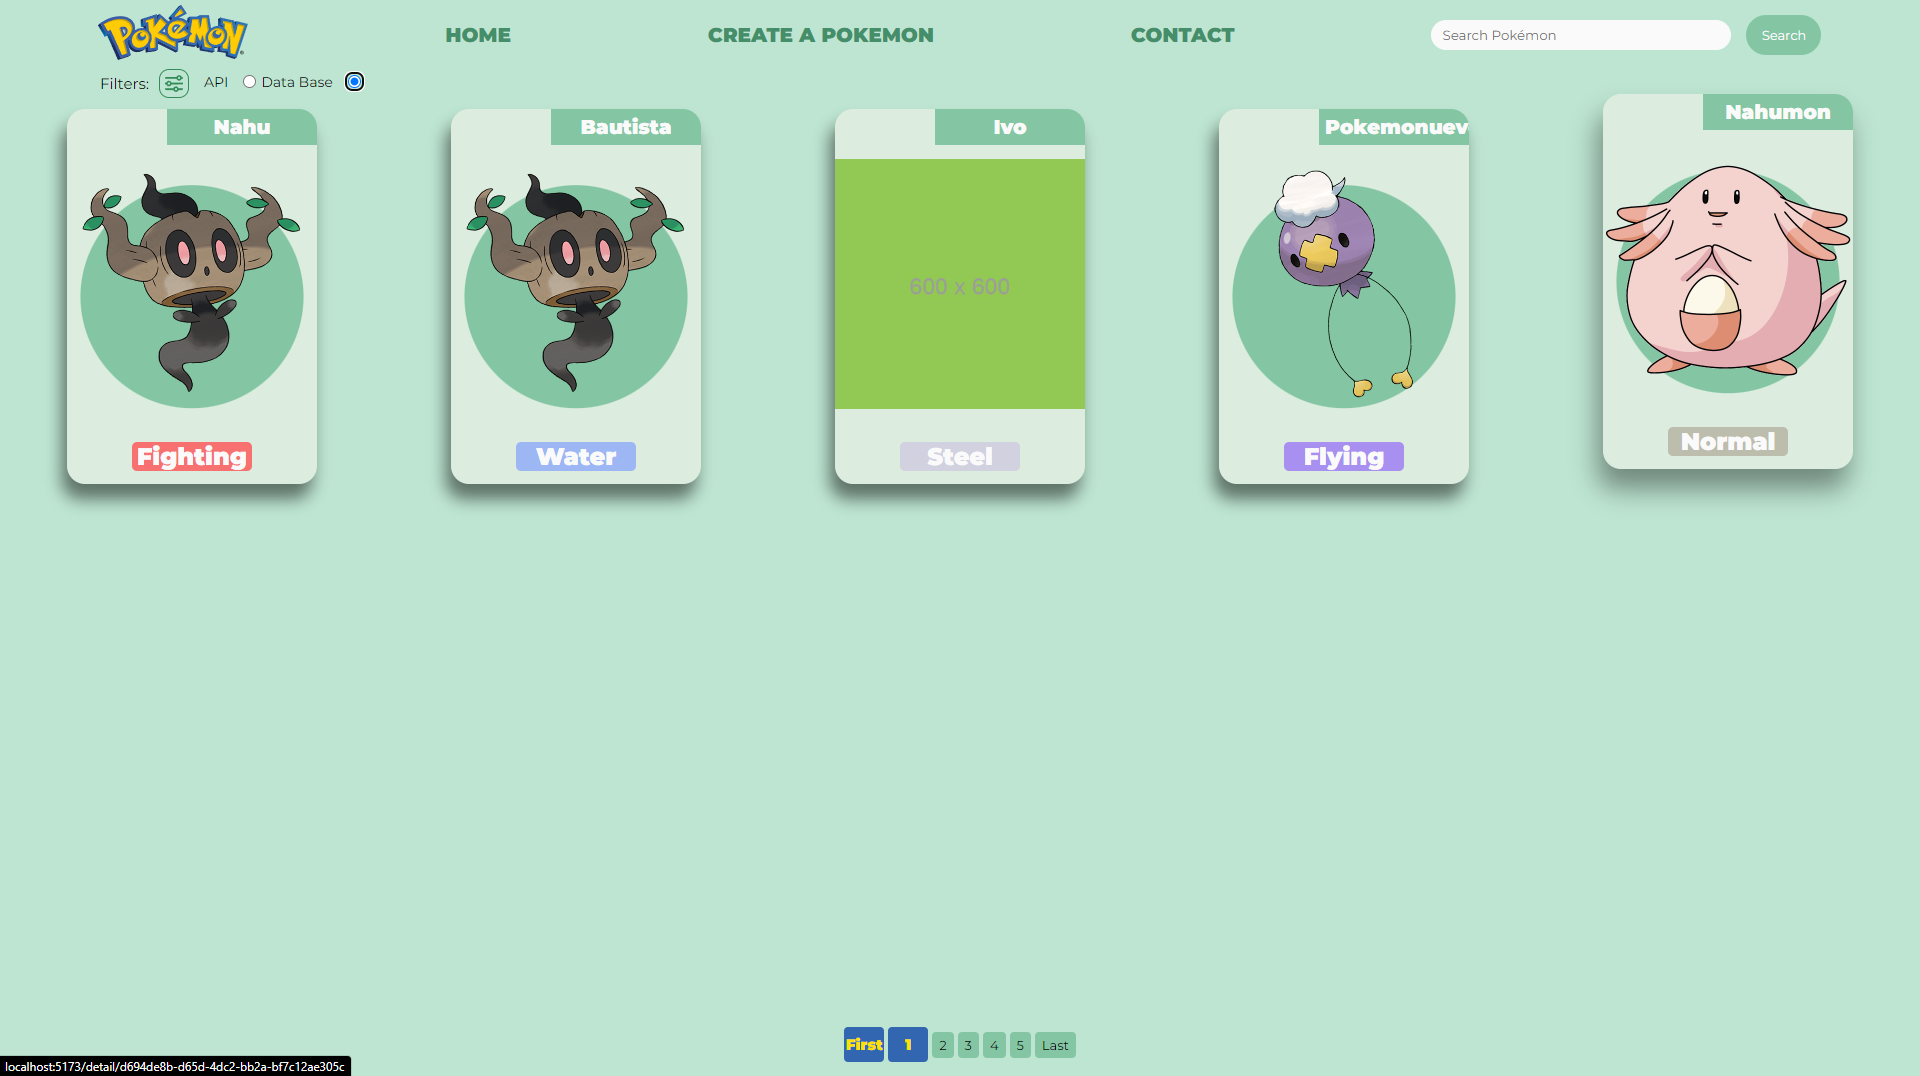 Pokémon
HOME
CREATE A POKEMON
CONTACT
Search Pokémon
Search
Filters:
API
Data Base
Nahu
Bautista
Ivo
Pokemonuev
Nahumon
600 x 600
Fighting
Water
Steel
Flying
Normal
First 1 2 3 4 5 Last
localhost:5173/detail/d694de8b-d65d-4dc2-bb2a-bf7c12ae305c